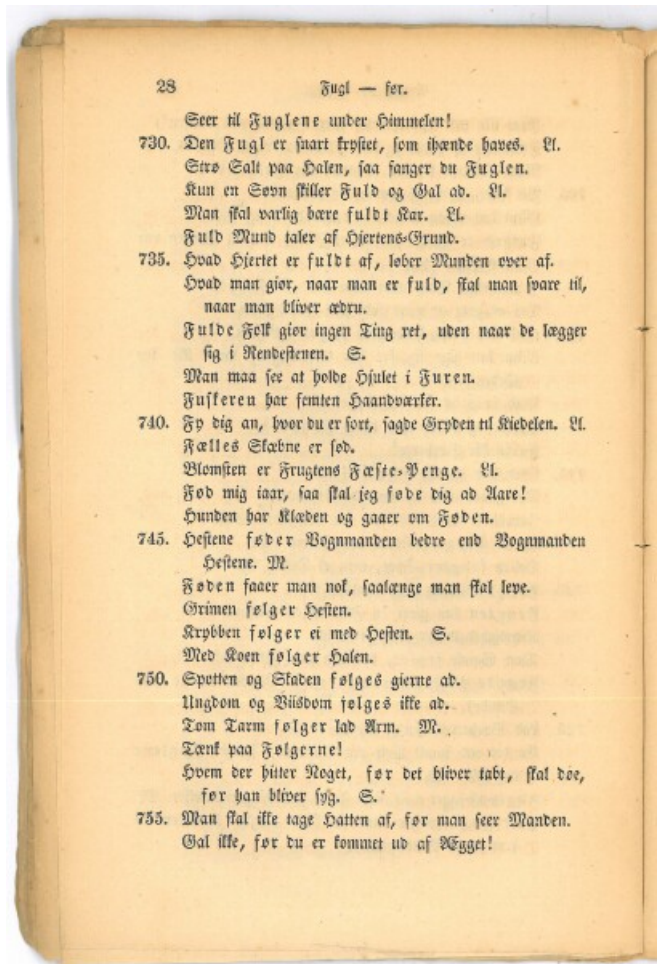 28 Fugl — før.
Seer til Fuglene under Himmelen!
730. Den Fugl er snart krystet, som ihænde haves. Ll.
Strø Salt paa Halen, saa fanger du Fuglen.
Kun en Søvn skiller Fuld og Gal ad. Ll.
Man skal varlig bære fuldt Kar. Ll.
Fuld Mund taler af Hjertens-Grund.
735. Hvad Hjertet er fuldt af, løber Munden over af.
Hvad man giør, naar man er fuld, skal man svare til,
naar man bliver ædru.
Fulde Folk giør ingen Ting ret, uden naar de lægger
sig i Rendestenen. S.
Man maa see at holde Hjulet i Furen.
Fuskeren har femten Haandværker.
740. Fy dig an, hvor du er sort, sagde Gryden til Kiedelen. Ll.
Fælles Skæbne er sød.
Blomsten er Frugtens Fæste-Penge. Ll.
Fød mig iaar, saa skal jeg føde dig ad Aare!
Hunden har Klæden og gaaer om Føden.
745. Hestene føder Vognmanden bedre end Vognmanden
Hestene. M.
Føden faaer man nok, saalænge man skal leve.
Grimen følger Hesten.
Krybben følger ei med Hesten. S.
Med Koen følger Halen.
750. Spotten og Skaden følges gierne ad.
Ungdom og Viisdom følges ikke ad.
Tom Tarm følger lad Arm. M.
Tænk paa Følgerne!
Hvem der hitter Noget, før det bliver tabt, skal døe,
før han bliver syg. S.
755. Man skal ikke tage Hatten af, før man seer Manden.
Gal ikke, før du er kommet ud af Ægget!